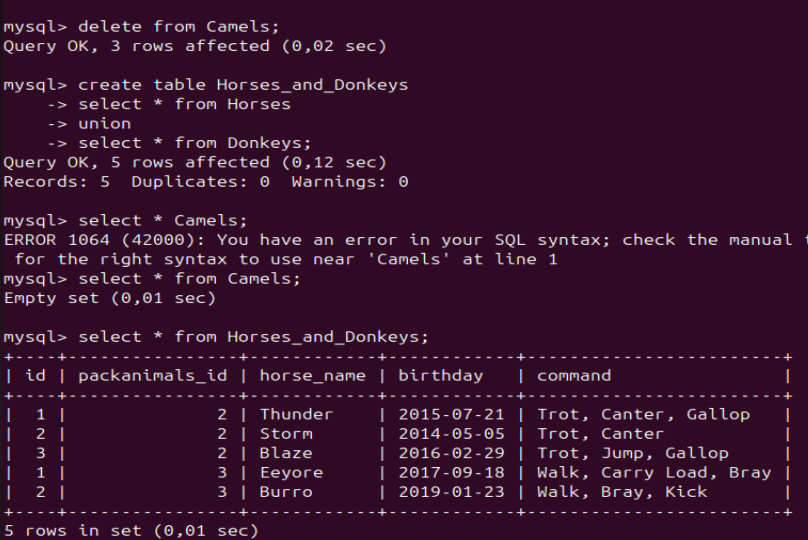 mysql> delete from Camels;
Query OK, 3 rows affected (0,02 sec)

mysql> create table Horses_and_Donkeys
    -> select * from Horses
    -> union
    -> select * from Donkeys;
Query OK, 5 rows affected (0,12 sec)
Records: 5  Duplicates: 0  Warnings: 0

mysql> select * Camels;
ERROR 1064 (42000): You have an error in your SQL syntax; check the manual
 for the right syntax to use near 'Camels' at line 1
mysql> select * from Camels;
Empty set (0,01 sec)

mysql> select * from Horses_and_Donkeys;
+----+----------------+------------+------------+-------------------------+
| id | packanimals_id | horse_name | birthday   | command                 |
+----+----------------+------------+------------+-------------------------+
|  1 |              2 | Thunder    | 2015-07-21 | Trot, Canter, Gallop    |
|  2 |              2 | Storm      | 2014-05-05 | Trot, Canter            |
|  3 |              2 | Blaze      | 2016-02-29 | Trot, Jump, Gallop      |
|  1 |              3 | Eeyore     | 2017-09-18 | Walk, Carry Load, Bray |
|  2 |              3 | Burro      | 2019-01-23 | Walk, Bray, Kick        |
+----+----------------+------------+------------+-------------------------+
5 rows in set (0,01 sec)